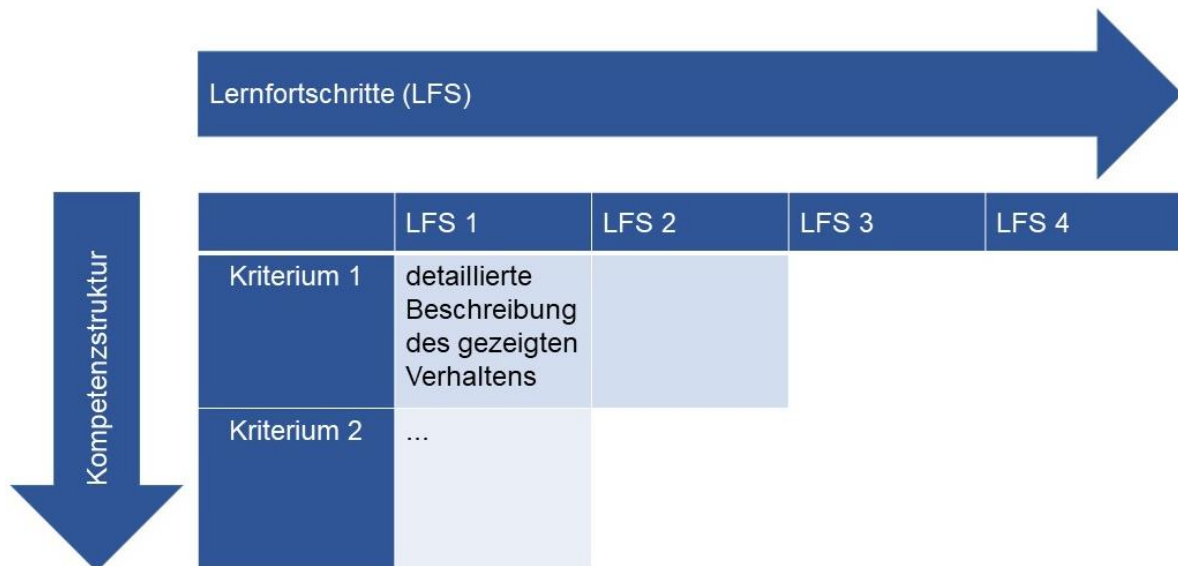 Lernfortschritte (LFS)
LFS 1
LFS 2
LFS 3
LFS 4
Kompetenzstruktur
Kriterium 1
detaillierte
Beschreibung
des gezeigten
Verhaltens
Kriterium 2
...